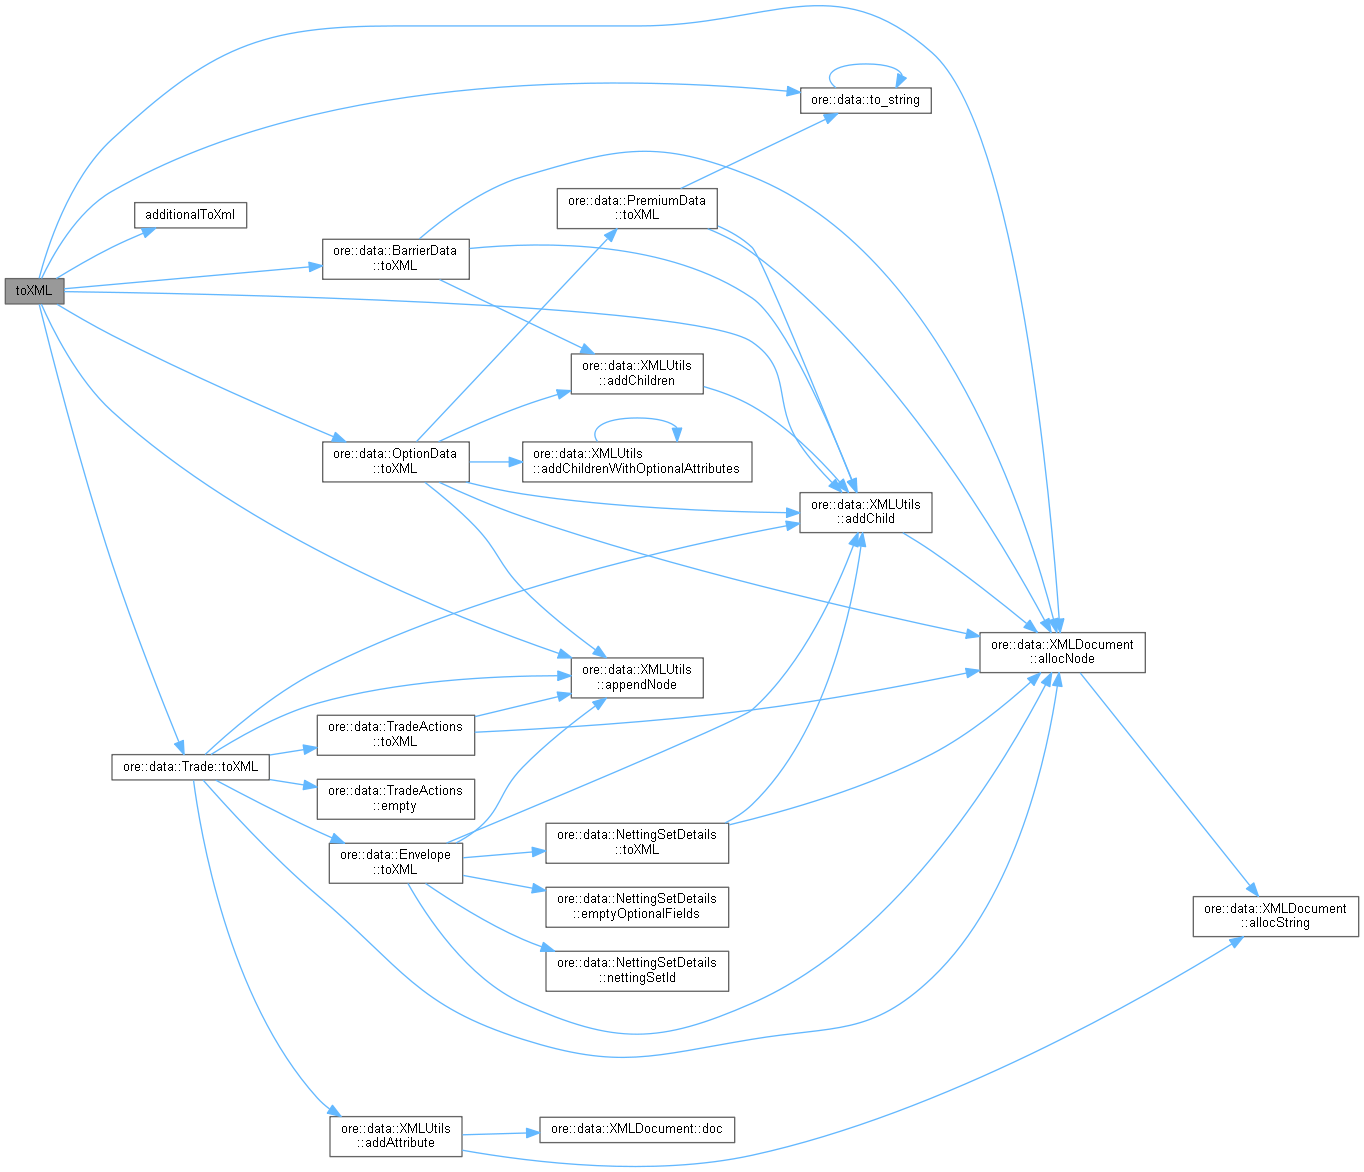 toXML
additionalToXml
ore::data::BarrierData
::toXML
ore::data::OptionData
::toXML
ore::data::Trade::toXML
ore::data::TradeActions
::toXML
ore::data::TradeActions
::empty
ore::data::Envelope
::toXML
ore::data::XMLUtils
::addAttribute
ore::data::PremiumData
::toXML
ore::data::XMLUtils
::addChildren
ore::data::XMLUtils
::addChildrenWithOptionalAttributes
ore::data::XMLUtils
::appendNode
ore::data::NettingSetDetails
::toXML
ore::data::NettingSetDetails
::emptyOptionalFields
ore::data::NettingSetDetails
::nettingSetId
ore::data::XMLDocument::doc
ore::data::to_string
ore::data::XMLUtils
::addChild
ore::data::XMLDocument
::allocNode
ore::data::XMLDocument
::allocString